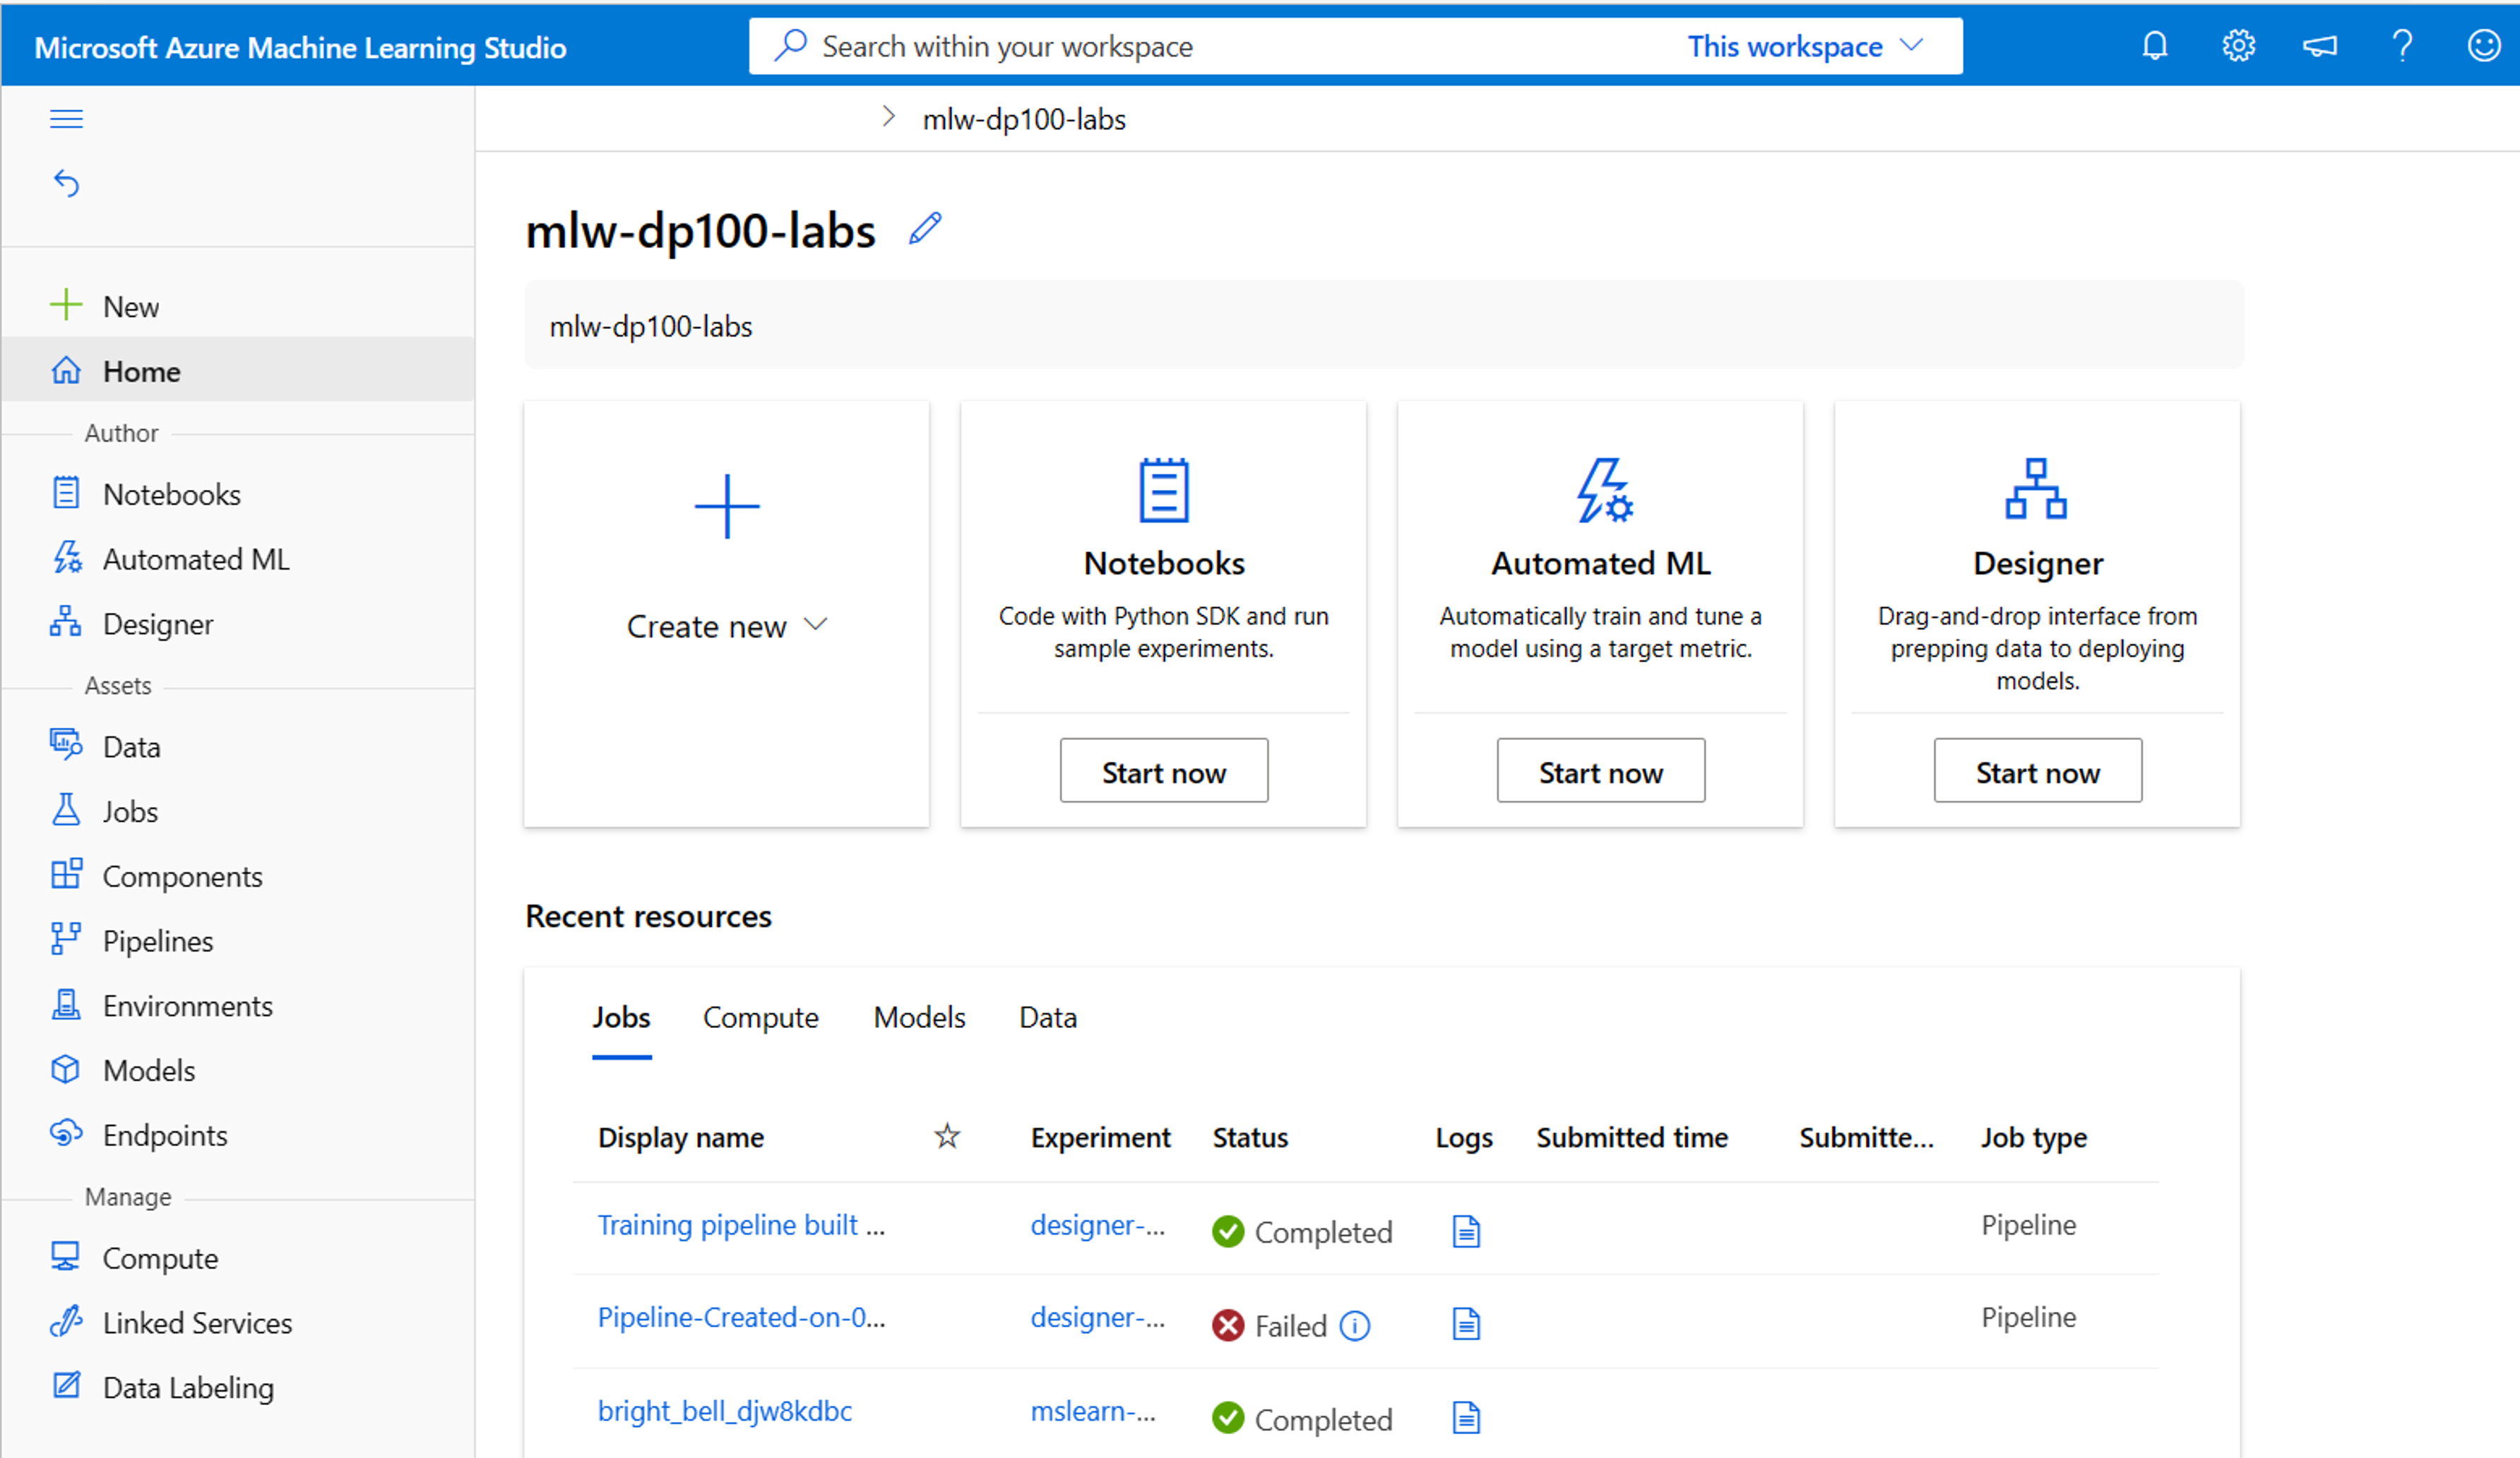 Microsoft Azure Machine Learning Studio
Search within your workspace
This workspace
mlw-dp100-labs
mlw-dp100-labs
mlw-dp100-labs
New
Home
Author
Notebooks
Automated ML
Designer
Assets
Data
Jobs
Components
Pipelines
Environments
Models
Endpoints
Manage
Compute
Linked Services
Data Labeling
Create new
Notebooks
Code with Python SDK and run
sample experiments.
Start now
Automated ML
Automatically train and tune a
model using a target metric.
Start now
Designer
Drag-and-drop interface from
prepping data to deploying
models.
Start now
Recent resources
Jobs Compute Models Data
Display name Experiment Status Logs Submitted time Submitte... Job type
Training pipeline built ... designer-... Completed Pipeline
Pipeline-Created-on-0... designer-... Failed Pipeline
bright_bell_djw8kdbc mslearn-... Completed